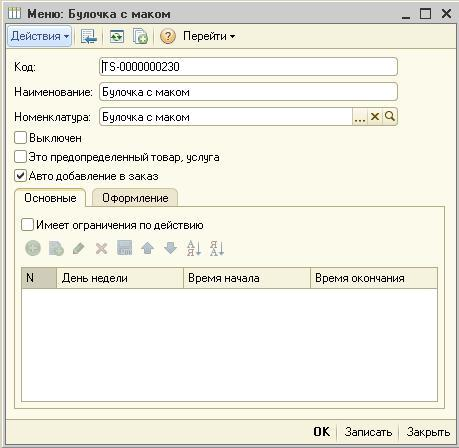 Меню: Булочка с маком
Действия Перейти
Код: TS-0000000230
Наименование: Булочка с маком
Номенклатура: Булочка с маком ...
Выключен
Это предопределенный товар, услуга
Авто добавление в заказ
Основные Оформление
Имеет ограничения по действию
N День недели Время начала Время окончания
OK Записать Закрыть